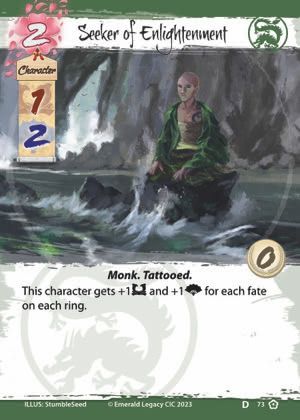 2
Seeker of Enlightenment
Character
1
2
0
Monk. Tattooed.
This character gets +1 and +1 for each fate
on each ring.
ILLUS: StumbleSeed © Emerald Legacy CIC 2023 D 73